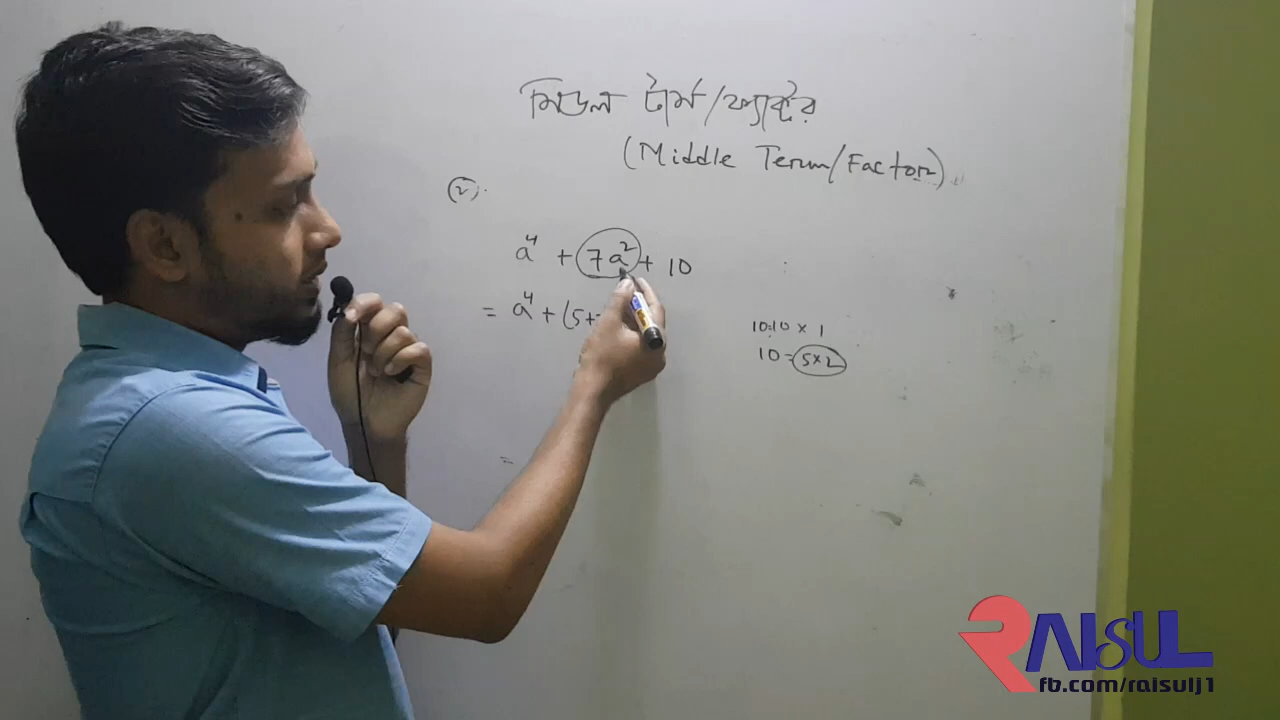 মিডল টার্ম/ফ্যাক্টর
(Middle Term/Factor)
(২).
a⁴ + 7a² + 10
= a⁴ + (5+
10=10 × 1
10 = 5×2
=
RAISUL
fb.com/raisulj1